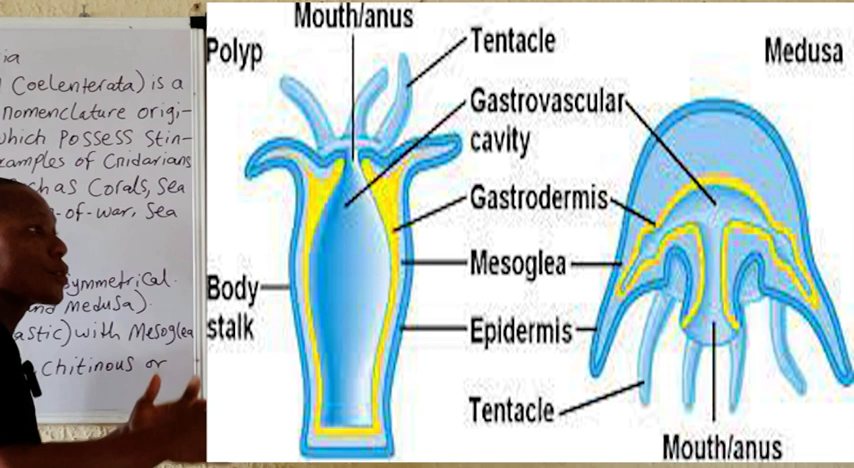 ia
Coelenterata) is a
nomenclature origi-
which Possess Stin-
amples of Cnidarians
ch as Corals, Sea
-of-war, Sea
symmetrical.
and Medusa).
astic) with Mesoglea
Chitinous or
Mouth/anus
Polyp
Tentacle
Medusa
Gastrovascular
cavity
Gastrodermis
Mesoglea
Body
stalk
Epidermis
Tentacle
Mouth/anus